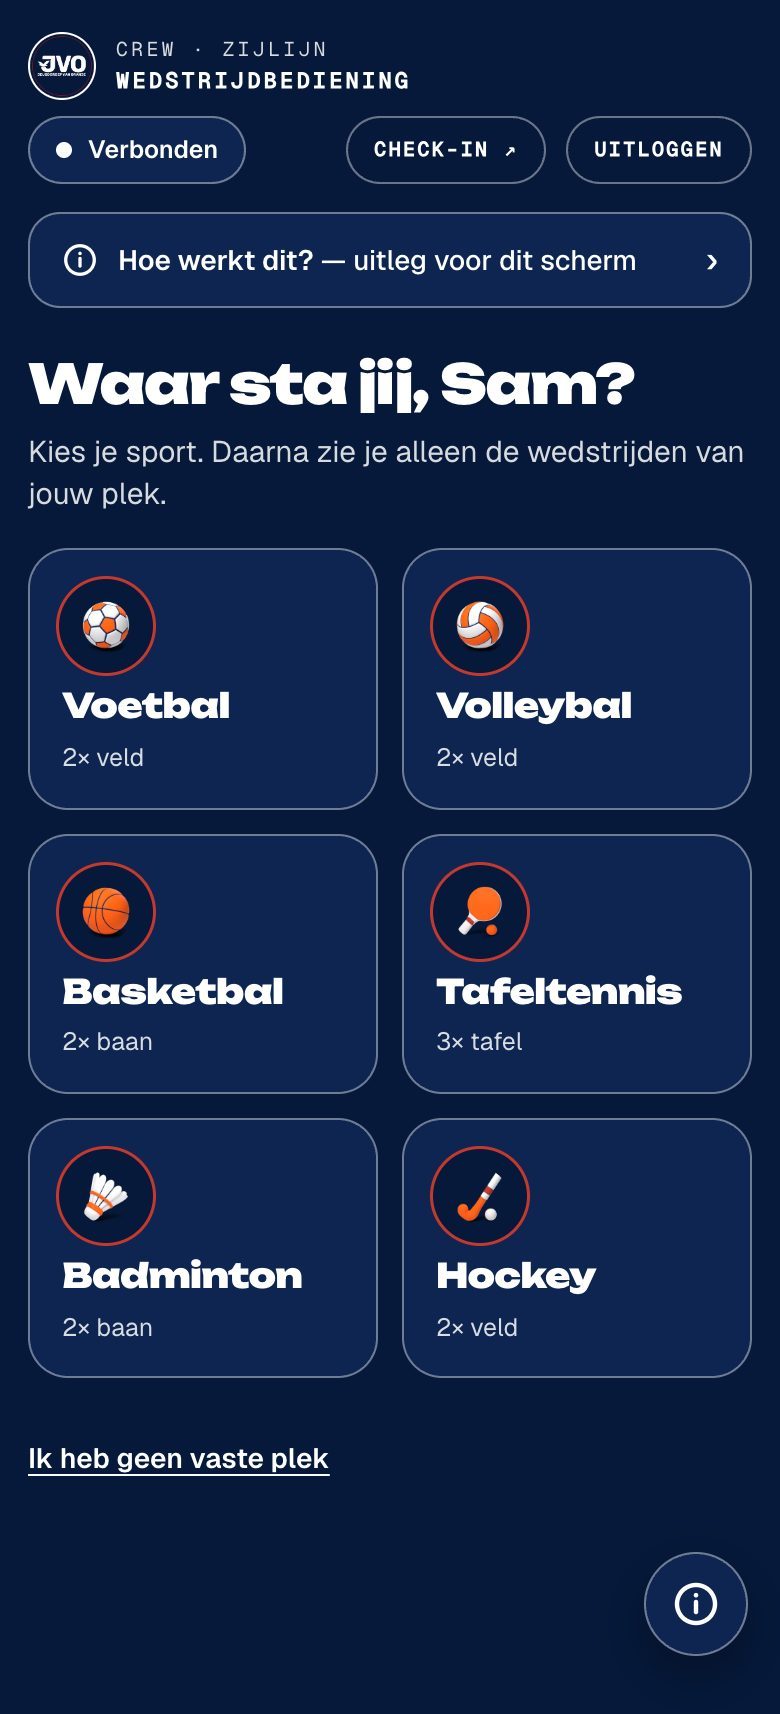 JVO
CREW · ZIJLIJN
WEDSTRIJDBEDIENING
Verbonden
CHECK-IN ↗
UITLOGGEN
Hoe werkt dit? — uitleg voor dit scherm ›
Waar sta jij, Sam?
Kies je sport. Daarna zie je alleen de wedstrijden van
jouw plek.
Voetbal
2× veld
Volleybal
2× veld
Basketbal
2× baan
Tafeltennis
3× tafel
Badminton
2× baan
Hockey
2× veld
Ik heb geen vaste plek